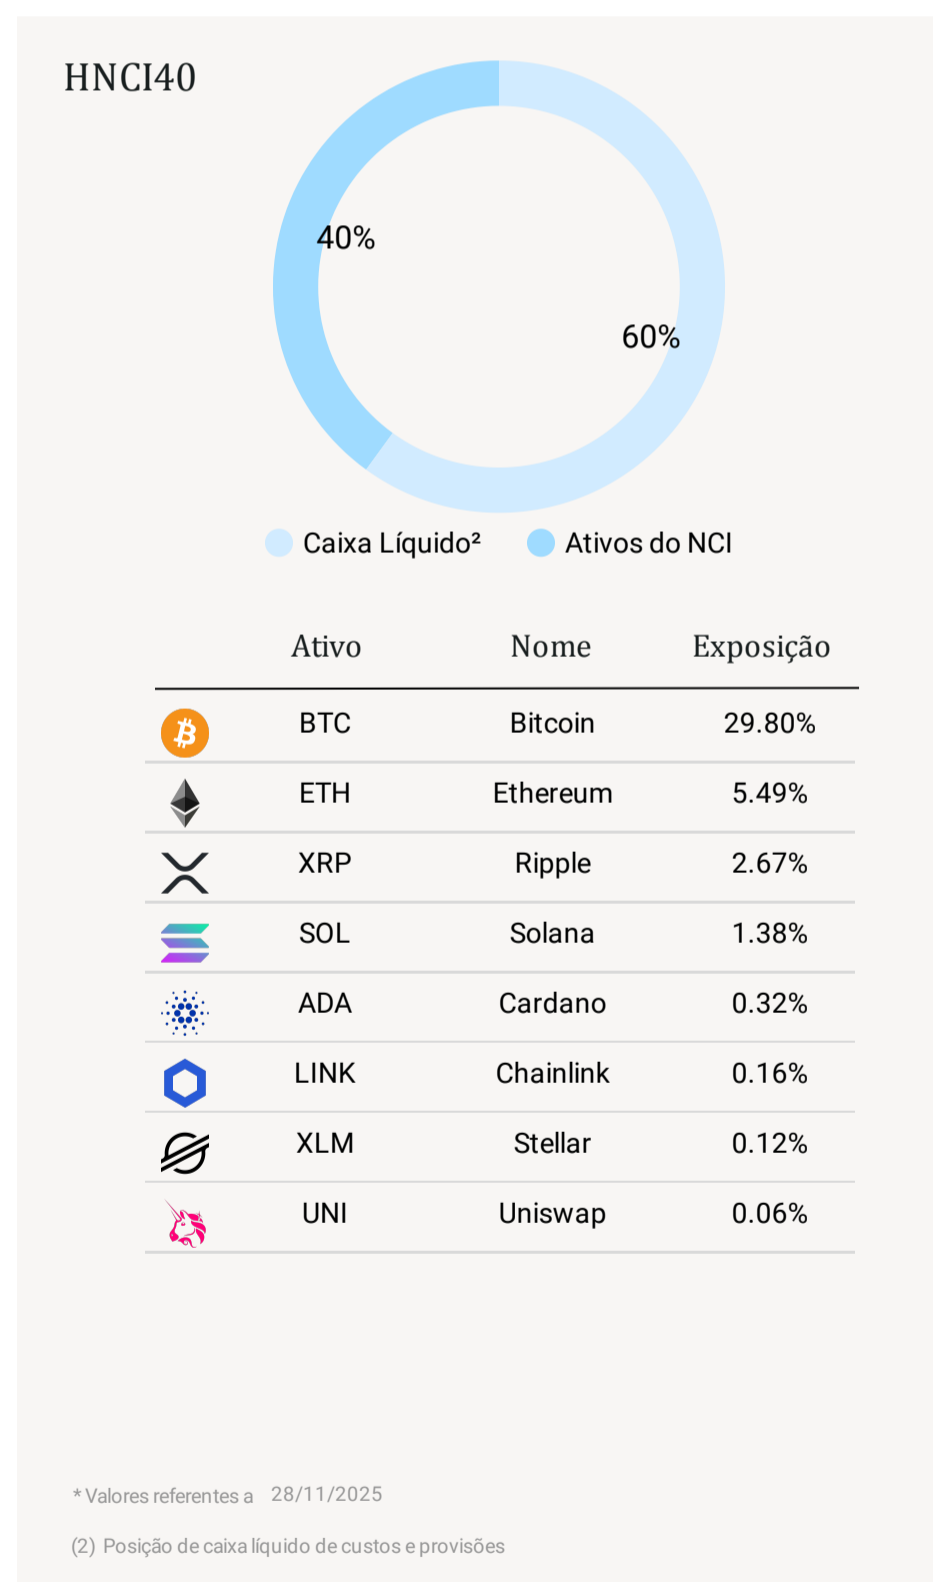 HNCI40
40%
60%
Caixa Líquido² Ativos do NCI
Ativo Nome Exposição
BTC Bitcoin 29.80%
ETH Ethereum 5.49%
XRP Ripple 2.67%
SOL Solana 1.38%
ADA Cardano 0.32%
LINK Chainlink 0.16%
XLM Stellar 0.12%
UNI Uniswap 0.06%
* Valores referentes a 28/11/2025
(2) Posição de caixa líquido de custos e provisões